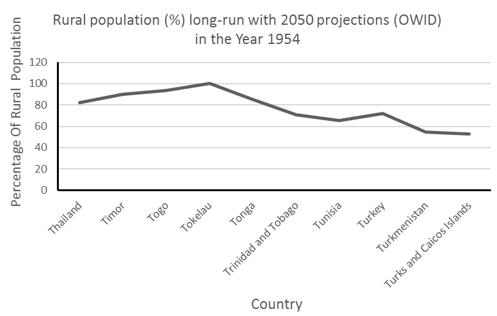 Rural population (%) long-run with 2050 projections (OWID)
in the Year 1954
Percentage Of Rural  Population
120
100
80
60
40
20
0
Thailand
Timor
Togo
Tokelau
Tonga
Trinidad and Tobago
Tunisia
Turkey
Turkmenistan
Turks and Caicos Islands
Country